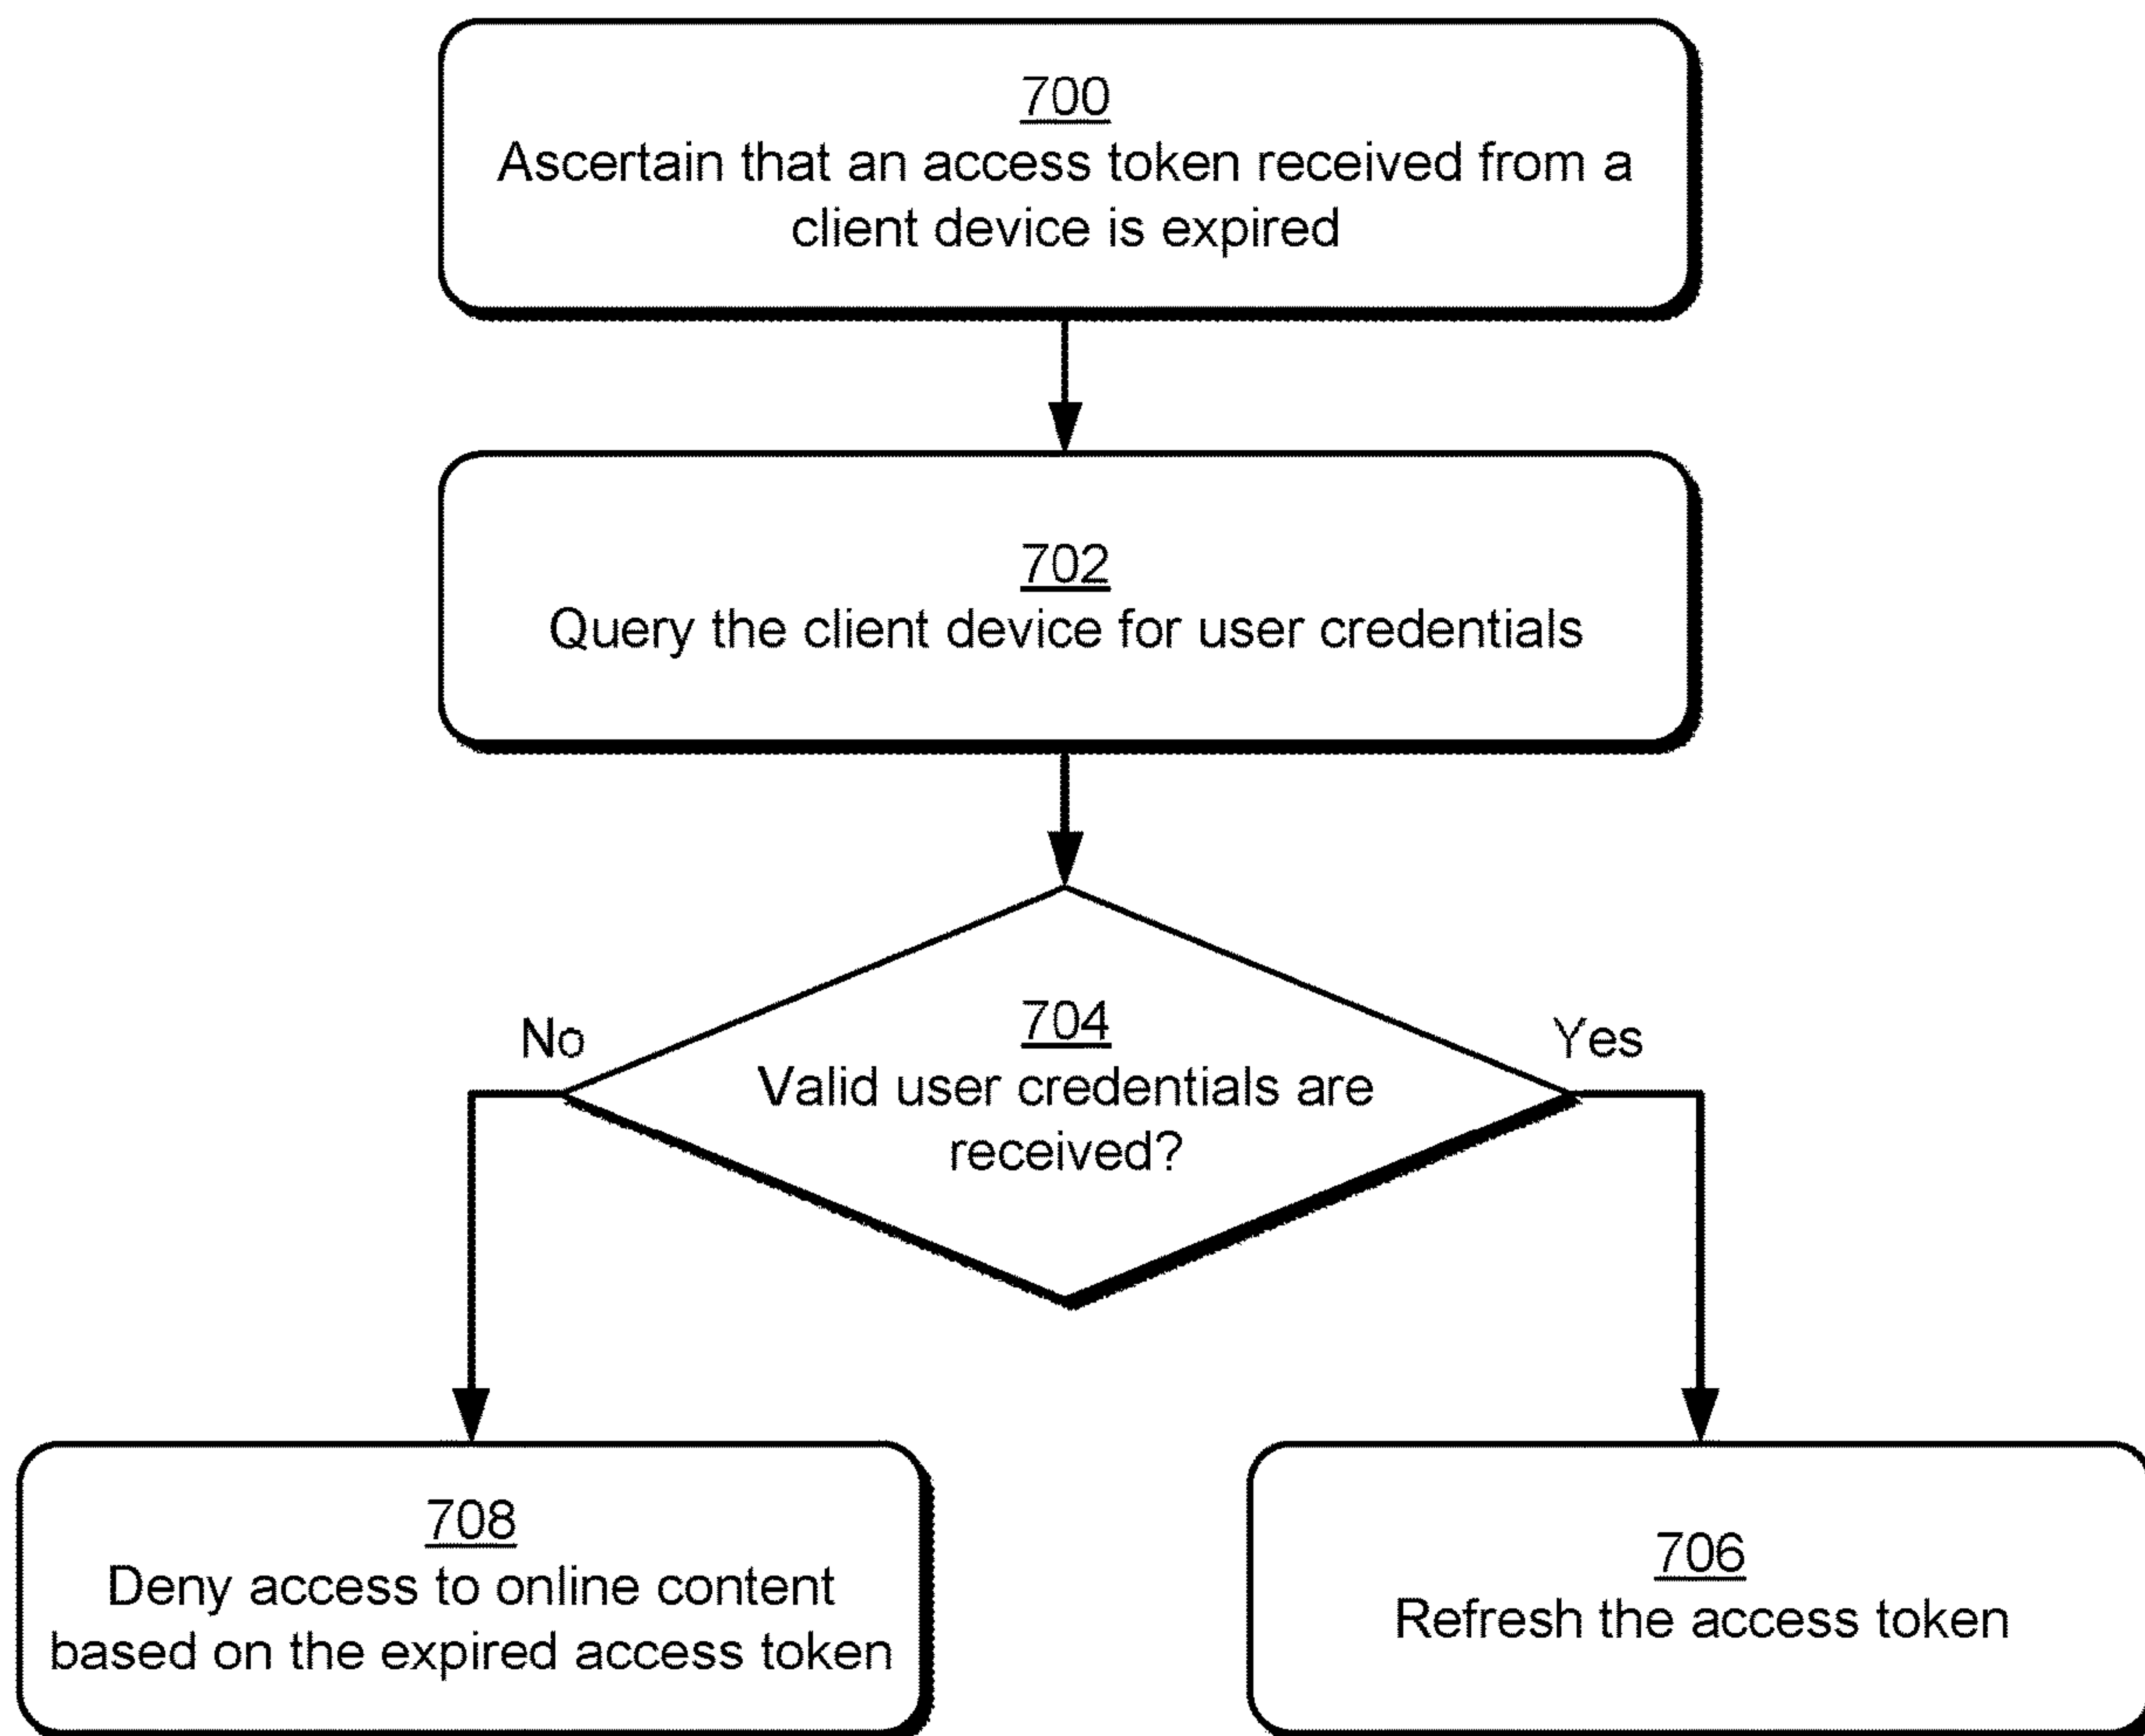 700
Ascertain that an access token received from a
client device is expired
702
Query the client device for user credentials
704
Valid user credentials are
received?
No
Yes
708
Deny access to online content
based on the expired access token
706
Refresh the access token